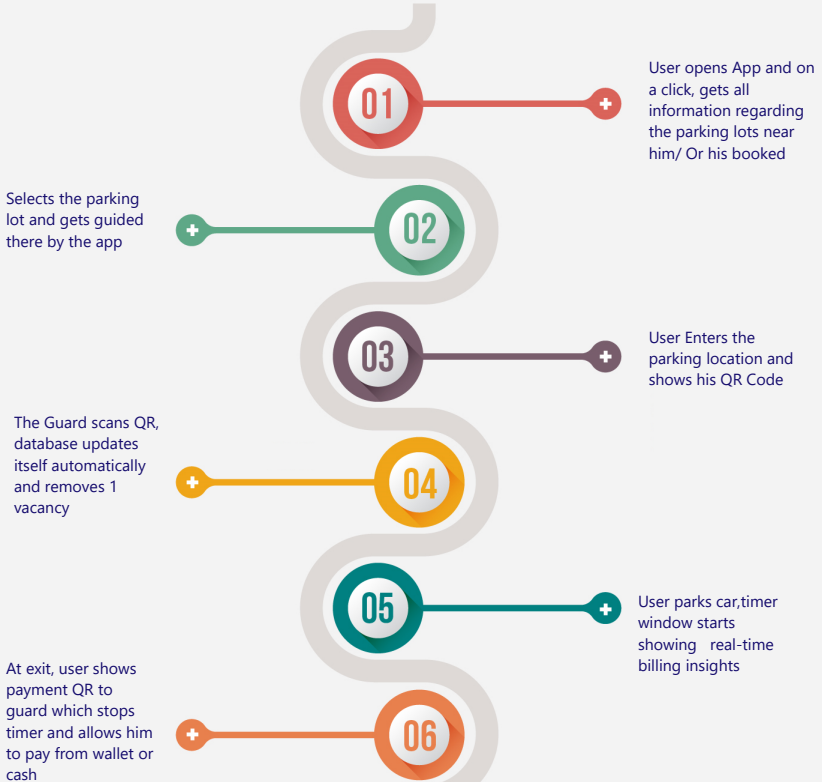 01
User opens App and on
a click, gets all
information regarding
the parking lots near
him/ Or his booked
Selects the parking
lot and gets guided
there by the app
02
03
User Enters the
parking location and
shows his QR Code
The Guard scans QR,
database updates
itself automatically
and removes 1
vacancy
04
05
User parks car,timer
window starts
showing real-time
billing insights
At exit, user shows
payment QR to
guard which stops
timer and allows him
to pay from wallet or
cash
06